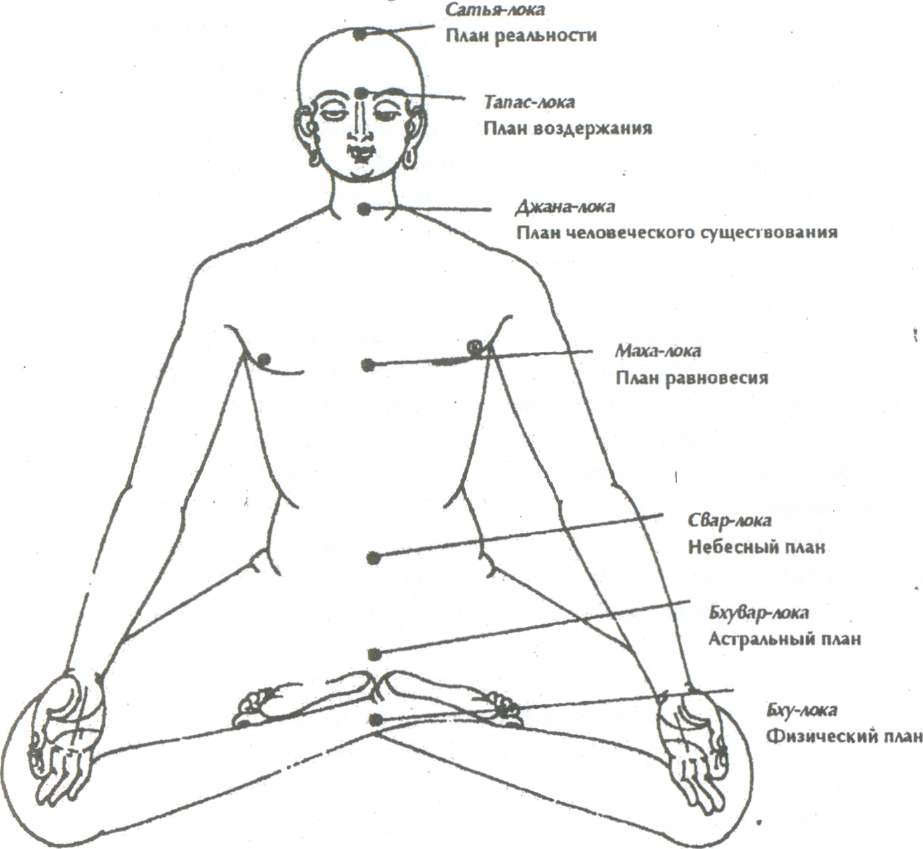 Сатья-лока
План реальности
Тапас-лока
План воздержания
Джана-лока
План человеческого существования
Маха-лока
План равновесия
Свар-лока
Небесный план
Бхувар-лока
Астральный план
Бху-лока
Физический план